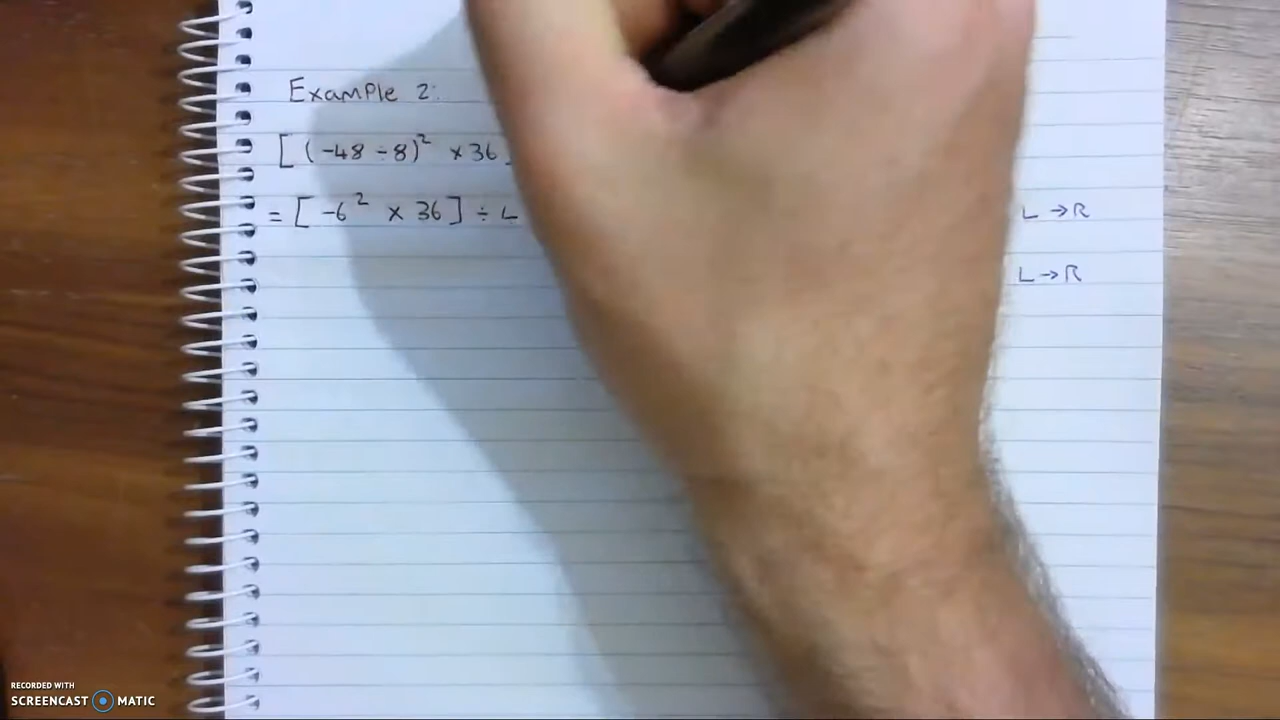 Example 2:
[ (-48 ÷ 8)² × 36
= [ -6² × 36 ] ÷
L → R
L → R
RECORDED WITH
SCREENCAST MATIC